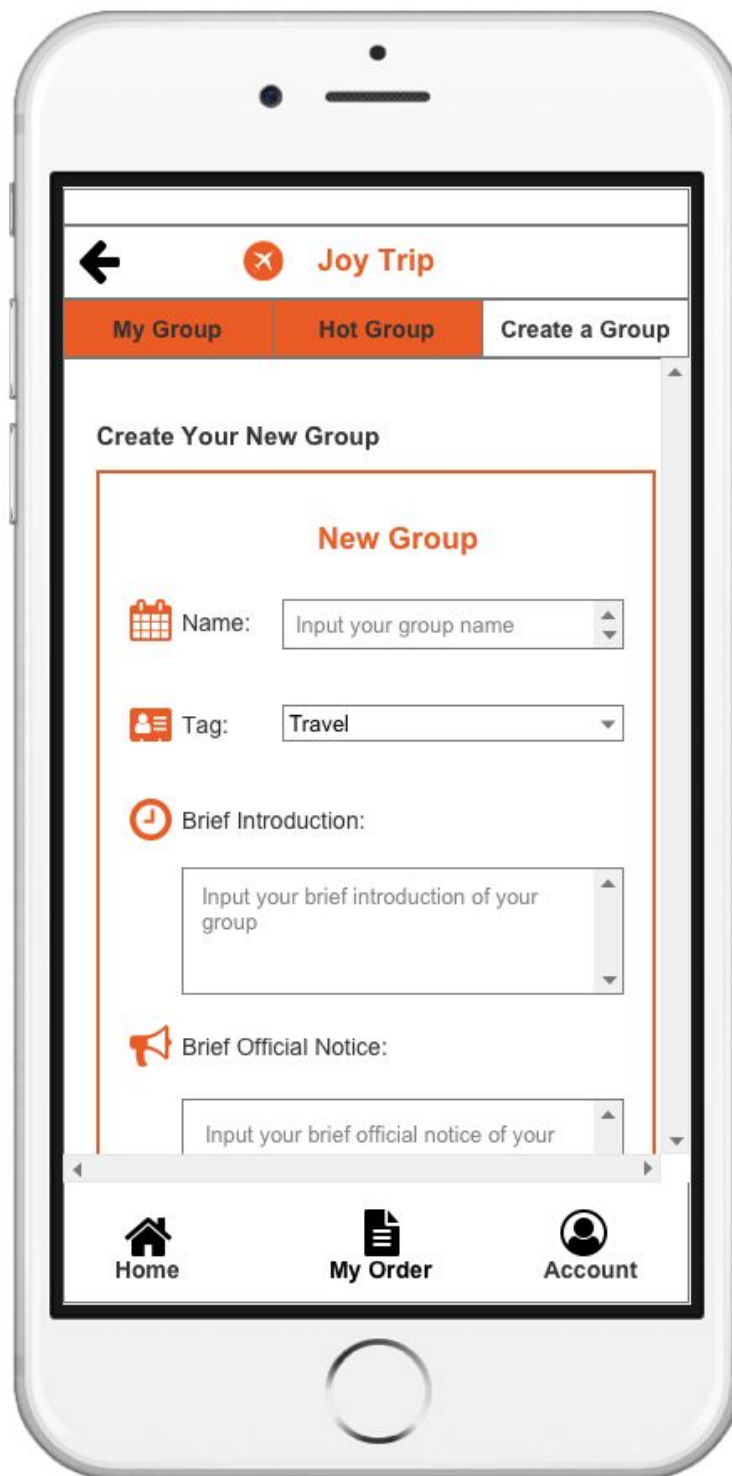 Joy Trip
My Group Hot Group Create a Group
Create Your New Group
New Group
Name: Input your group name
Tag: Travel
Brief Introduction:
Input your brief introduction of your
group
Brief Official Notice:
Input your brief official notice of your
Home My Order Account